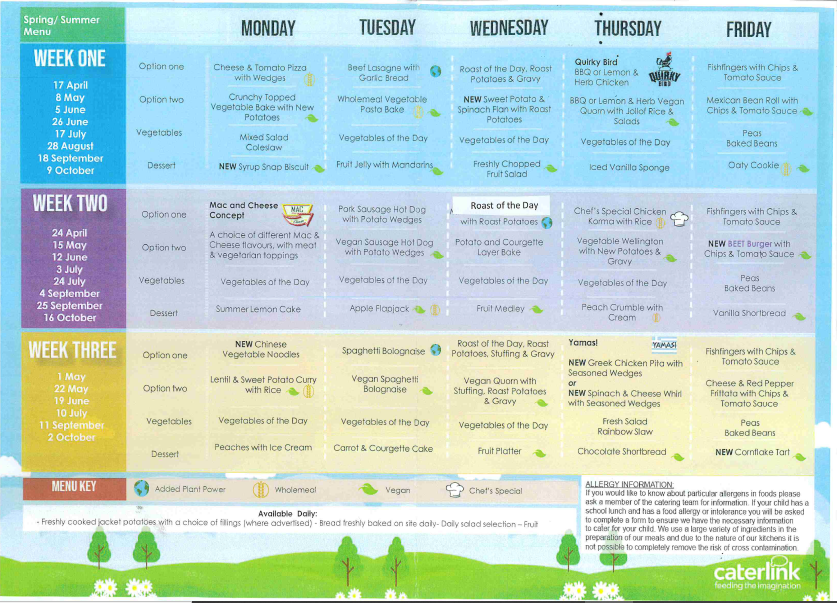 Spring/ Summer
Menu
MONDAY
TUESDAY
WEDNESDAY
THURSDAY
FRIDAY
WEEK ONE
17 April
8 May
5 June
26 June
17 July
28 August
18 September
9 October
Option one
Cheese & Tomato Pizza
with Wedges
Beef Lasagne with
Garlic Bread
Roast of the Day, Roast
Potatoes & Gravy
Quirky Bird
BBQ or Lemon &
Herb Chicken
QUIRKY
BIRD
Fishfingers with Chips &
Tomato Sauce
Option two
Crunchy Topped
Vegetable Bake with New
Potatoes
Wholemeal Vegetable
Pasta Bake
NEW Sweet Potato &
Spinach Flan with Roast
Potatoes
BBQ or Lemon & Herb Vegan
Quorn with Jollof Rice &
Salads
Mexican Bean Roll with
Chips & Tomato Sauce
Vegetables
Mixed Salad
Coleslaw
Vegetables of the Day
Vegetables of the Day
Vegetables of the Day
Peas
Baked Beans
Dessert
NEW Syrup Snap Biscuit
Fruit Jelly with Mandarins
Freshly Chopped
Fruit Salad
Iced Vanilla Sponge
Oaty Cookie
WEEK TWO
24 April
15 May
12 June
3 July
24 July
4 September
25 September
16 October
Option one
Mac and Cheese
Concept
MAC
Pork Sausage Hot Dog
with Potato Wedges
Roast of the Day
with Roast Potatoes
Chef's Special Chicken
Korma with Rice
Fishfingers with Chips &
Tomato Sauce
Option two
A choice of different Mac &
Cheese flavours, with meat
& vegetarian toppings
Vegan Sausage Hot Dog
with Potato Wedges
Potato and Courgette
Layer Bake
Vegetable Wellington
with New Potatoes &
Gravy
NEW BEET Burger with
Chips & Tomato Sauce
Vegetables
Vegetables of the Day
Vegetables of the Day
Vegetables of the Day
Vegetables of the Day
Peas
Baked Beans
Dessert
Summer Lemon Cake
Apple Flapjack
Fruit Medley
Peach Crumble with
Cream
Vanilla Shortbread
WEEK THREE
1 May
22 May
19 June
10 July
11 September
2 October
Option one
NEW Chinese
Vegetable Noodles
Spaghetti Bolognaise
Roast of the Day, Roast
Potatoes, Stuffing & Gravy
Yamas!
YAMAS!
NEW Greek Chicken Pita with
Seasoned Wedges
or
NEW Spinach & Cheese Whirl
with Seasoned Wedges
Fishfingers with Chips &
Tomato Sauce
Option two
Lentil & Sweet Potato Curry
with Rice
Vegan Spaghetti
Bolognaise
Vegan Quorn with
Stuffing, Roast Potatoes
& Gravy
Cheese & Red Pepper
Frittata with Chips &
Tomato Sauce
Vegetables
Vegetables of the Day
Vegetables of the Day
Vegetables of the Day
Fresh Salad
Rainbow Slaw
Peas
Baked Beans
Dessert
Peaches with Ice Cream
Carrot & Courgette Cake
Fruit Platter
Chocolate Shortbread
NEW Cornflake Tart
MENU KEY
Added Plant Power
Wholemeal
Vegan
Chef's Special
Available Daily:
- Freshly cooked jacket potatoes with a choice of fillings (where advertised) - Bread freshly baked on site daily- Daily salad selection – Fruit
ALLERGY INFORMATION:
If you would like to know about particular allergens in foods please
ask a member of the catering team for information. If your child has a
school lunch and has a food allergy or intolerance you will be asked
to complete a form to ensure we have the necessary information
to cater for your child. We use a large variety of ingredients in the
preparation of our meals and due to the nature of our kitchens it is
not possible to completely remove the risk of cross contamination.
caterlink
feeding the imagination